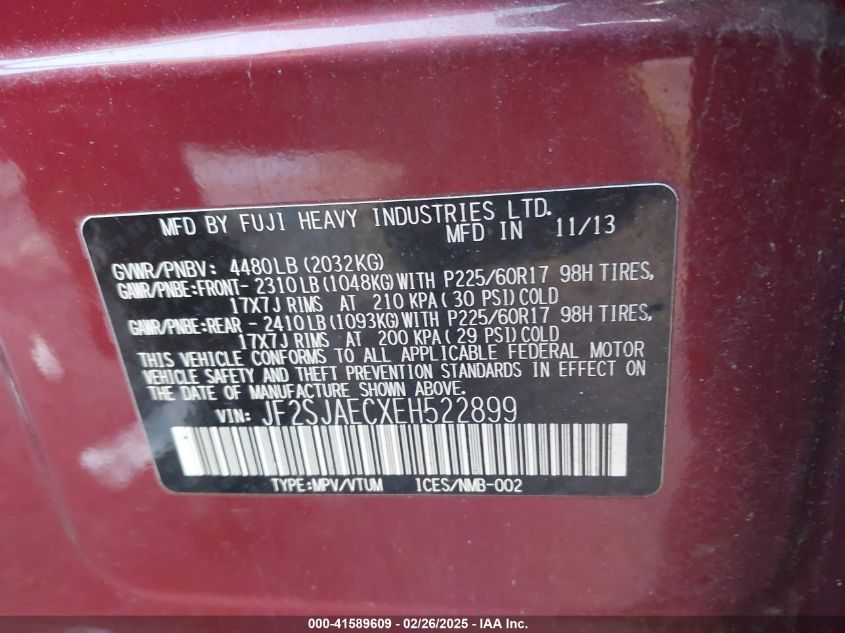 MFD BY FUJI HEAVY INDUSTRIES LTD.
MFD IN 11/13
GVWR/PNBV: 4480LB (2032KG)
GAWR/PNBE:FRONT- 2310LB (1048KG) WITH P225/60R17 98H TIRES,
17X7J RIMS AT 210 KPA ( 30 PSI) COLD
GAWR/PNBE:REAR - 2410LB (1093KG) WITH P225/60R17 98H TIRES,
17X7J RIMS AT 200 KPA ( 29 PSI) COLD
THIS VEHICLE CONFORMS TO ALL APPLICABLE FEDERAL MOTOR
VEHICLE SAFETY AND THEFT PREVENTION STANDARDS IN EFFECT ON
THE DATE OF MANUFACTURE SHOWN ABOVE.
VIN: JF2SJAECXEH522899
TYPE:MPV/VTUM ICES/NMB-002
000-41589609 - 02/26/2025 - IAA Inc.